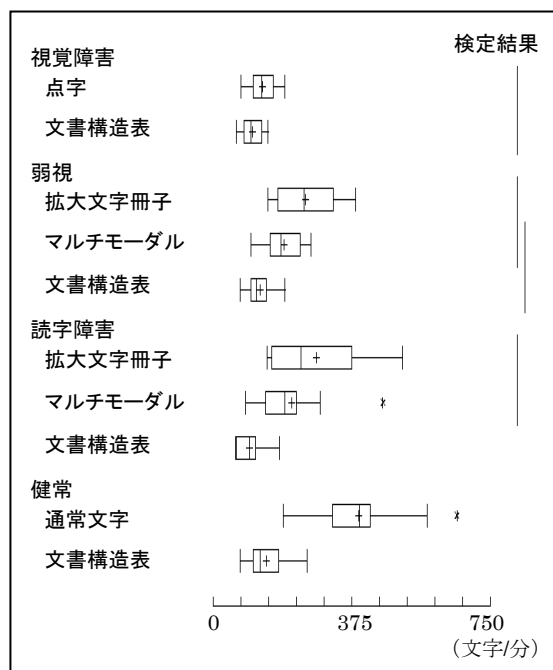 検定結果
視覚障害
点字
文書構造表
弱視
拡大文字冊子
マルチモーダル
文書構造表
読字障害
拡大文字冊子
マルチモーダル
文書構造表
健常
通常文字
文書構造表
0 375 750
(文字/分)